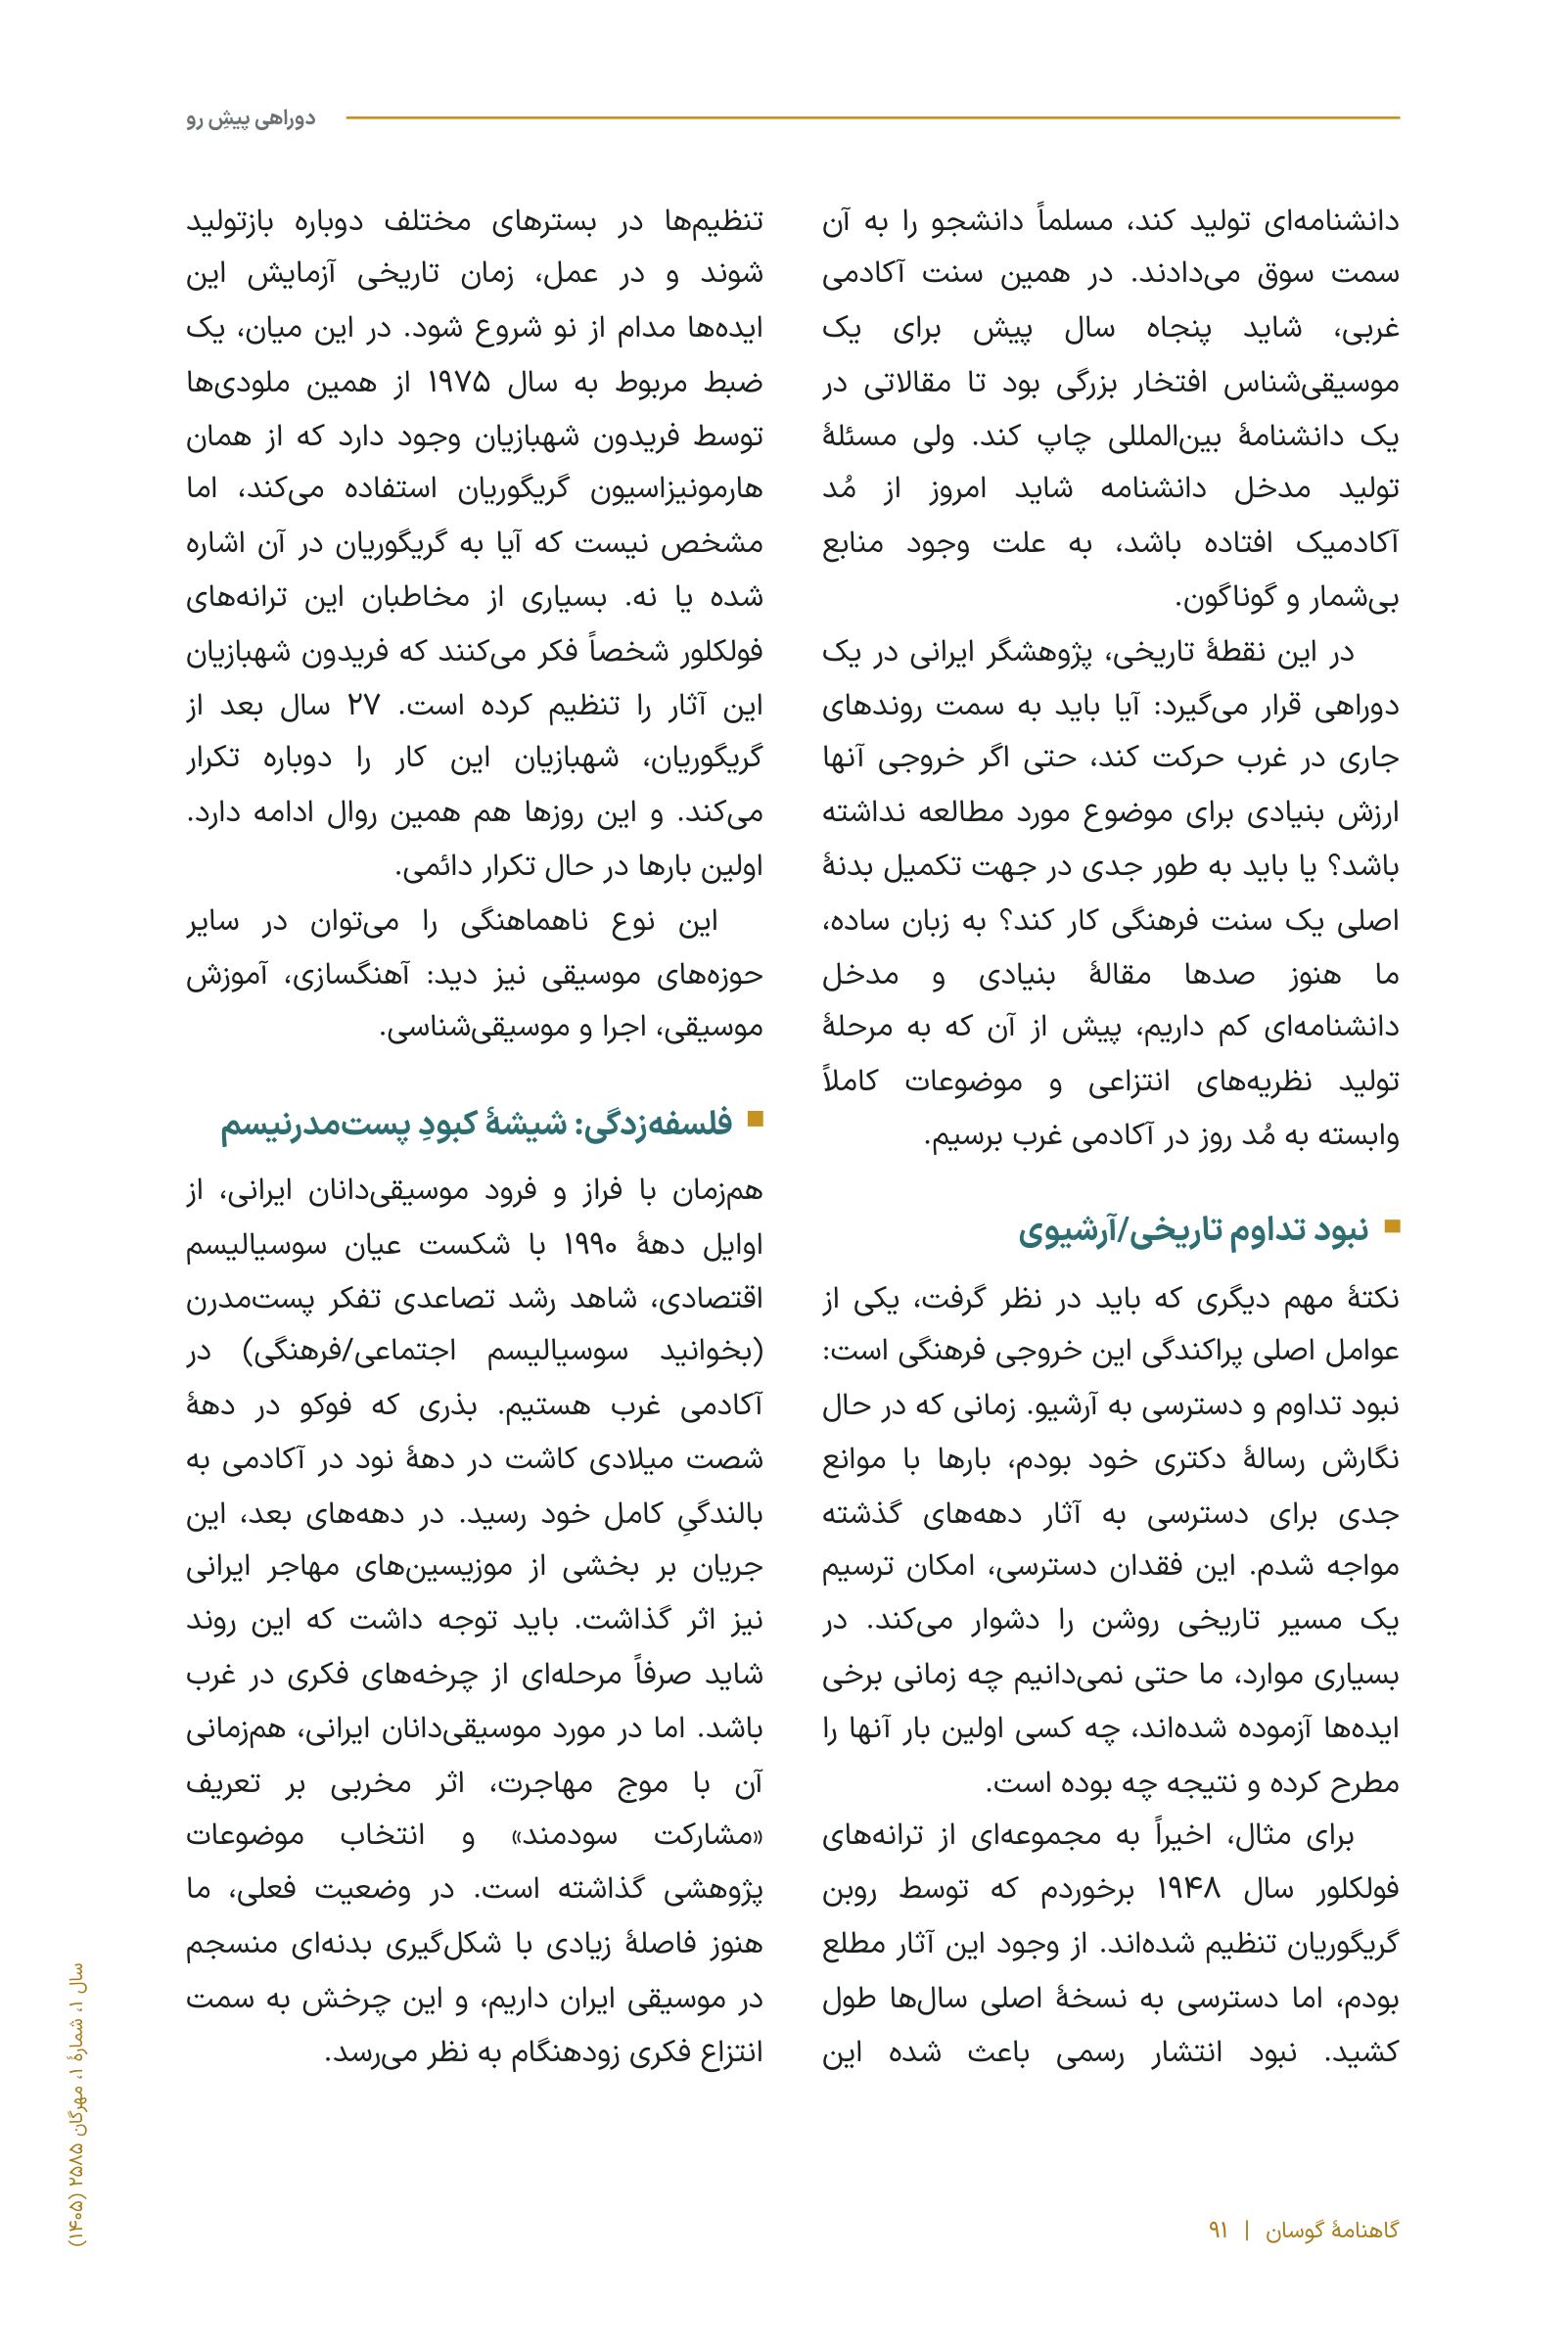 دوراهی پیشِ رو
دانشنامه‌ای تولید کند، مسلماً دانشجو را به آن
سمت سوق می‌دادند. در همین سنت آکادمی
غربی، شاید پنجاه سال پیش برای یک
موسیقی‌شناس افتخار بزرگی بود تا مقالاتی در
یک دانشنامهٔ بین‌المللی چاپ کند. ولی مسئلهٔ
تولید مدخل دانشنامه شاید امروز از مُد
آکادمیک افتاده باشد، به علت وجود منابع
بی‌شمار و گوناگون.
در این نقطهٔ تاریخی، پژوهشگر ایرانی در یک
دوراهی قرار می‌گیرد: آیا باید به سمت روندهای
جاری در غرب حرکت کند، حتی اگر خروجی آنها
ارزش بنیادی برای موضوع مورد مطالعه نداشته
باشد؟ یا باید به طور جدی در جهت تکمیل بدنهٔ
اصلی یک سنت فرهنگی کار کند؟ به زبان ساده،
ما هنوز صدها مقالهٔ بنیادی و مدخل
دانشنامه‌ای کم داریم، پیش از آن که به مرحلهٔ
تولید نظریه‌های انتزاعی و موضوعات کاملاً
وابسته به مُد روز در آکادمی غرب برسیم.
نبود تداوم تاریخی/آرشیوی
نکتهٔ مهم دیگری که باید در نظر گرفت، یکی از
عوامل اصلی پراکندگی این خروجی فرهنگی است:
نبود تداوم و دسترسی به آرشیو. زمانی که در حال
نگارش رسالهٔ دکتری خود بودم، بارها با موانع
جدی برای دسترسی به آثار دهه‌های گذشته
مواجه شدم. این فقدان دسترسی، امکان ترسیم
یک مسیر تاریخی روشن را دشوار می‌کند. در
بسیاری موارد، ما حتی نمی‌دانیم چه زمانی برخی
ایده‌ها آزموده شده‌اند، چه کسی اولین بار آنها را
مطرح کرده و نتیجه چه بوده است.
برای مثال، اخیراً به مجموعه‌ای از ترانه‌های
فولکلور سال ۱۹۴۸ برخوردم که توسط روبن
گریگوریان تنظیم شده‌اند. از وجود این آثار مطلع
بودم، اما دسترسی به نسخهٔ اصلی سال‌ها طول
کشید. نبود انتشار رسمی باعث شده این
تنظیم‌ها در بسترهای مختلف دوباره بازتولید
شوند و در عمل، زمان تاریخی آزمایش این
ایده‌ها مدام از نو شروع شود. در این میان، یک
ضبط مربوط به سال ۱۹۷۵ از همین ملودی‌ها
توسط فریدون شهبازیان وجود دارد که از همان
هارمونیزاسیون گریگوریان استفاده می‌کند، اما
مشخص نیست که آیا به گریگوریان در آن اشاره
شده یا نه. بسیاری از مخاطبان این ترانه‌های
فولکلور شخصاً فکر می‌کنند که فریدون شهبازیان
این آثار را تنظیم کرده است. ۲۷ سال بعد از
گریگوریان، شهبازیان این کار را دوباره تکرار
می‌کند. و این روزها هم همین روال ادامه دارد.
اولین بارها در حال تکرار دائمی.
این نوع ناهماهنگی را می‌توان در سایر
حوزه‌های موسیقی نیز دید: آهنگسازی، آموزش
موسیقی، اجرا و موسیقی‌شناسی.
فلسفه‌زدگی: شیشهٔ کبودِ پست‌مدرنیسم
هم‌زمان با فراز و فرود موسیقی‌دانان ایرانی، از
اوایل دههٔ ۱۹۹۰ با شکست عیان سوسیالیسم
اقتصادی، شاهد رشد تصاعدی تفکر پست‌مدرن
(بخوانید سوسیالیسم اجتماعی/فرهنگی) در
آکادمی غرب هستیم. بذری که فوکو در دههٔ
شصت میلادی کاشت در دههٔ نود در آکادمی به
بالندگیِ کامل خود رسید. در دهه‌های بعد، این
جریان بر بخشی از موزیسین‌های مهاجر ایرانی
نیز اثر گذاشت. باید توجه داشت که این روند
شاید صرفاً مرحله‌ای از چرخه‌های فکری در غرب
باشد. اما در مورد موسیقی‌دانان ایرانی، هم‌زمانی
آن با موج مهاجرت، اثر مخربی بر تعریف
«مشارکت سودمند» و انتخاب موضوعات
پژوهشی گذاشته است. در وضعیت فعلی، ما
هنوز فاصلهٔ زیادی با شکل‌گیری بدنه‌ای منسجم
در موسیقی ایران داریم، و این چرخش به سمت
انتزاع فکری زودهنگام به نظر می‌رسد.
سال ۱، شمارهٔ ۱، مهرگان ۲۵۸۵ (۱۴۰۵)
گاهنامهٔ گوسان | ۹۱